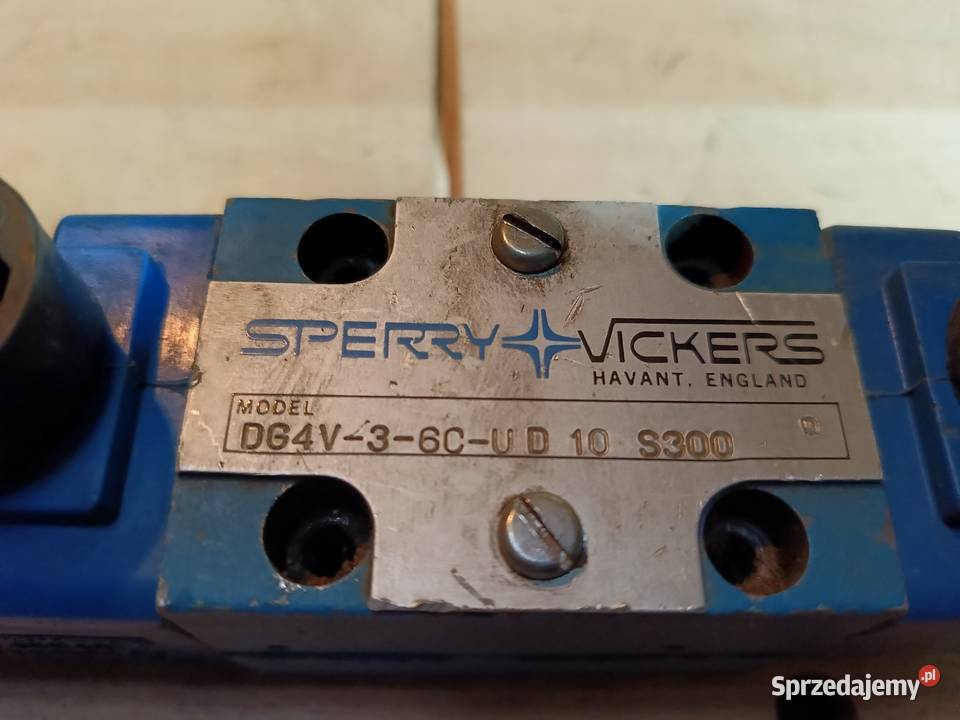 SPERRY VICKERS
HAVANT, ENGLAND
MODEL
DG4V-3-6C-U D 10 S300
Sprzedajemy.pl